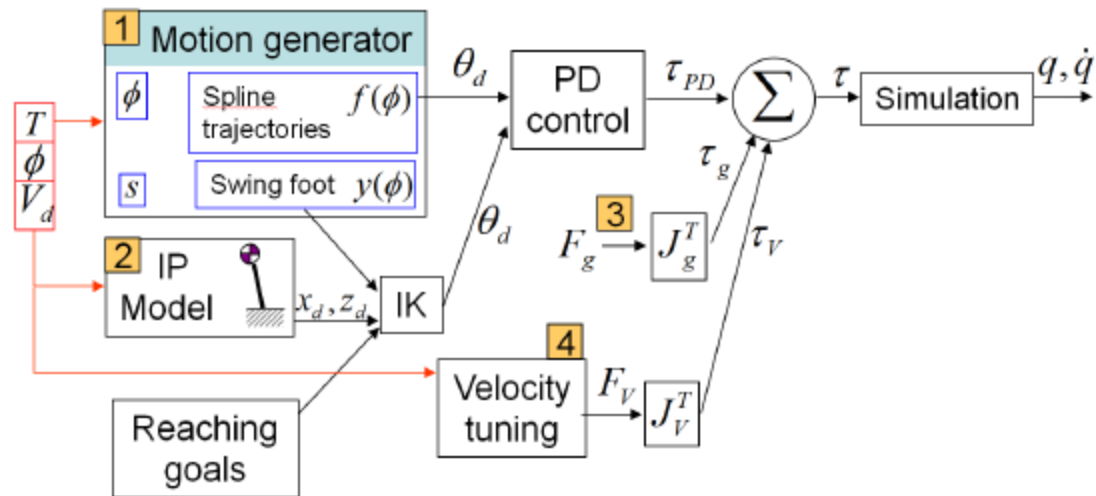 1
Motion generator
ϕ
Spline
trajectories
f(ϕ)
s
Swing foot
y(ϕ)
T
ϕ
V_d
2
IP
Model
x_d, z_d
IK
Reaching
goals
θ_d
θ_d
PD
control
τ_PD
Σ
τ
Simulation
q, q̇
τ_g
3
F_g
J_g^T
τ_V
4
Velocity
tuning
F_V
J_V^T